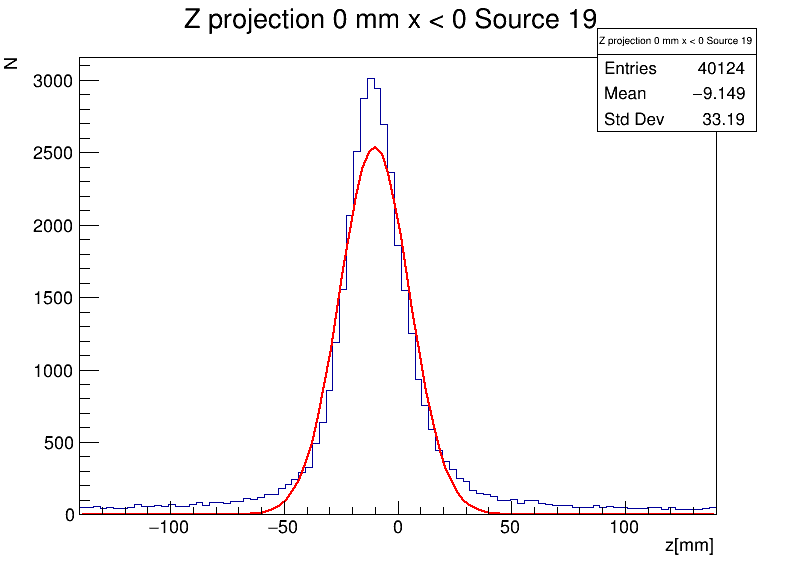 Z projection 0 mm x < 0 Source 19
Z projection 0 mm x < 0 Source 19
Entries 40124
Mean −9.149
Std Dev 33.19
N
3000
2500
2000
1500
1000
500
0
−100 −50 0 50 100
z[mm]